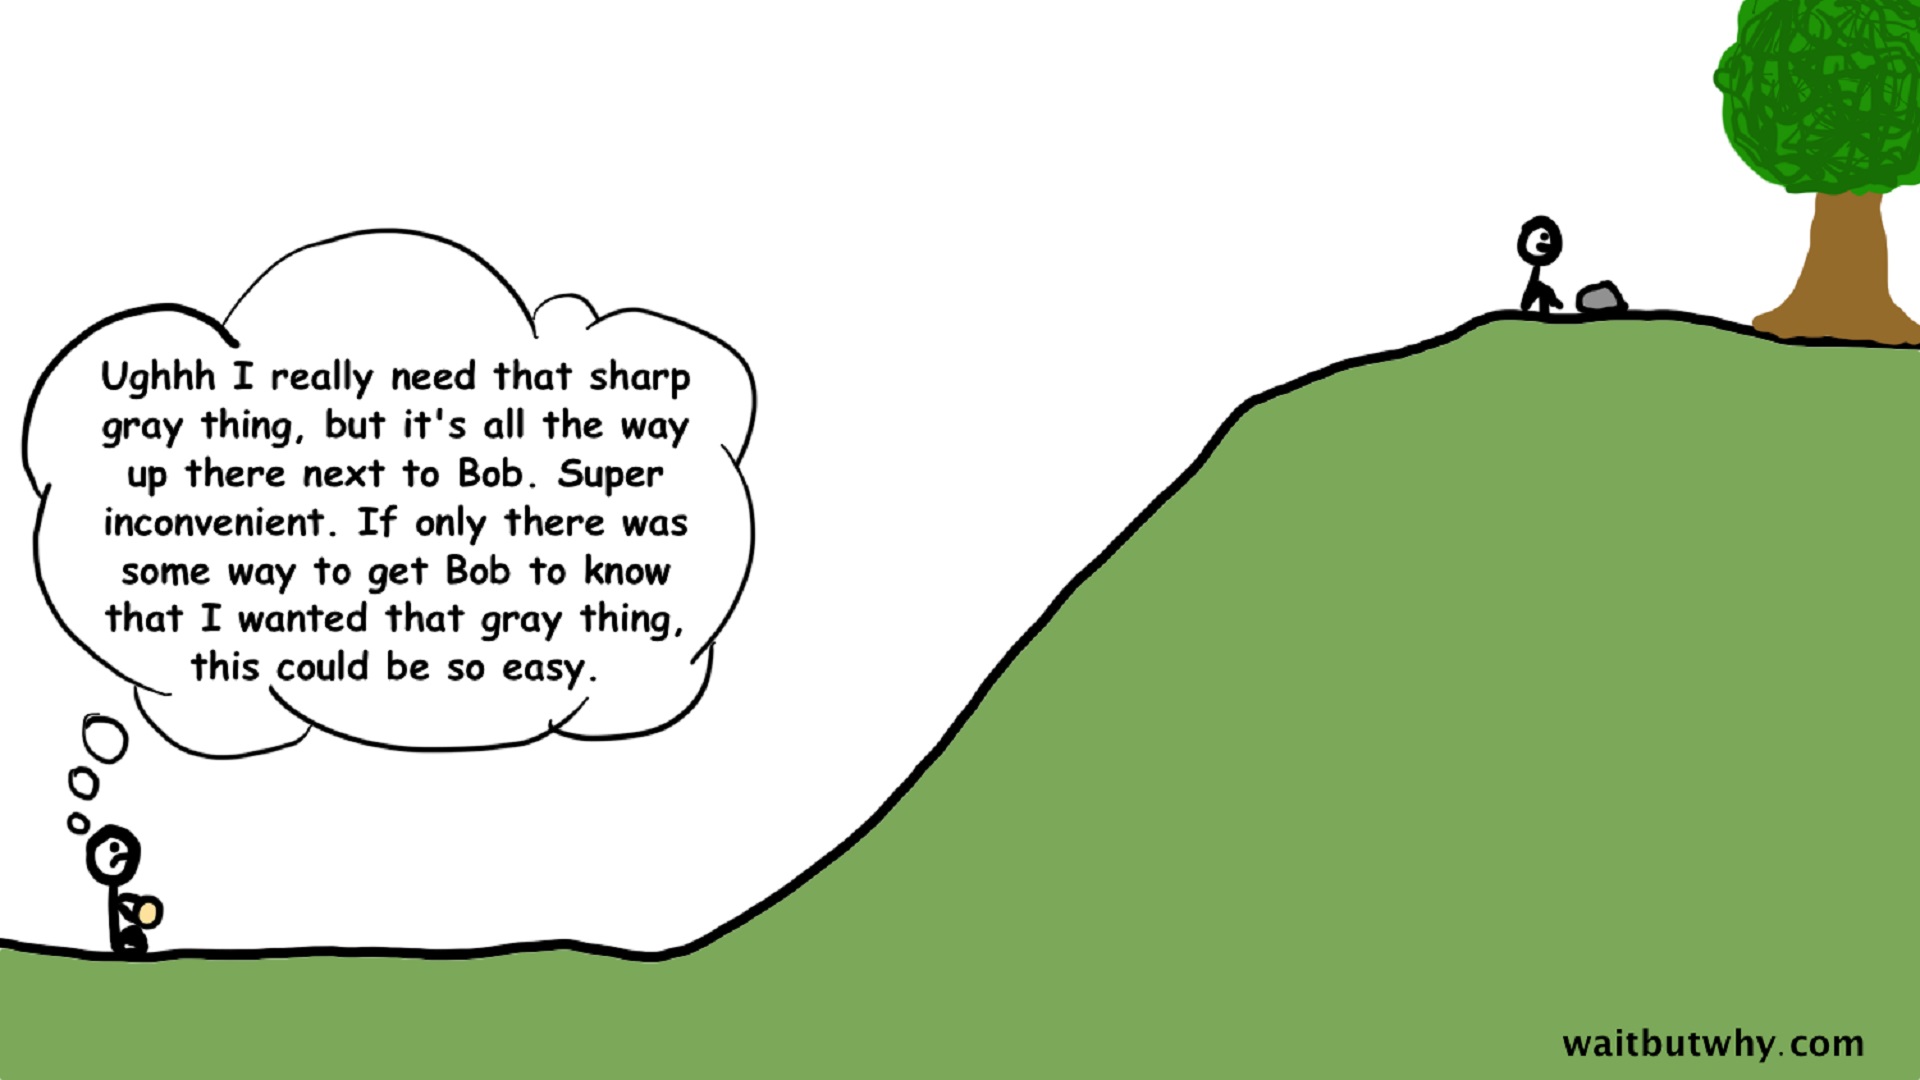 Ughhh I really need that sharp
gray thing, but it's all the way
up there next to Bob. Super
inconvenient. If only there was
some way to get Bob to know
that I wanted that gray thing,
this could be so easy.
waitbutwhy.com